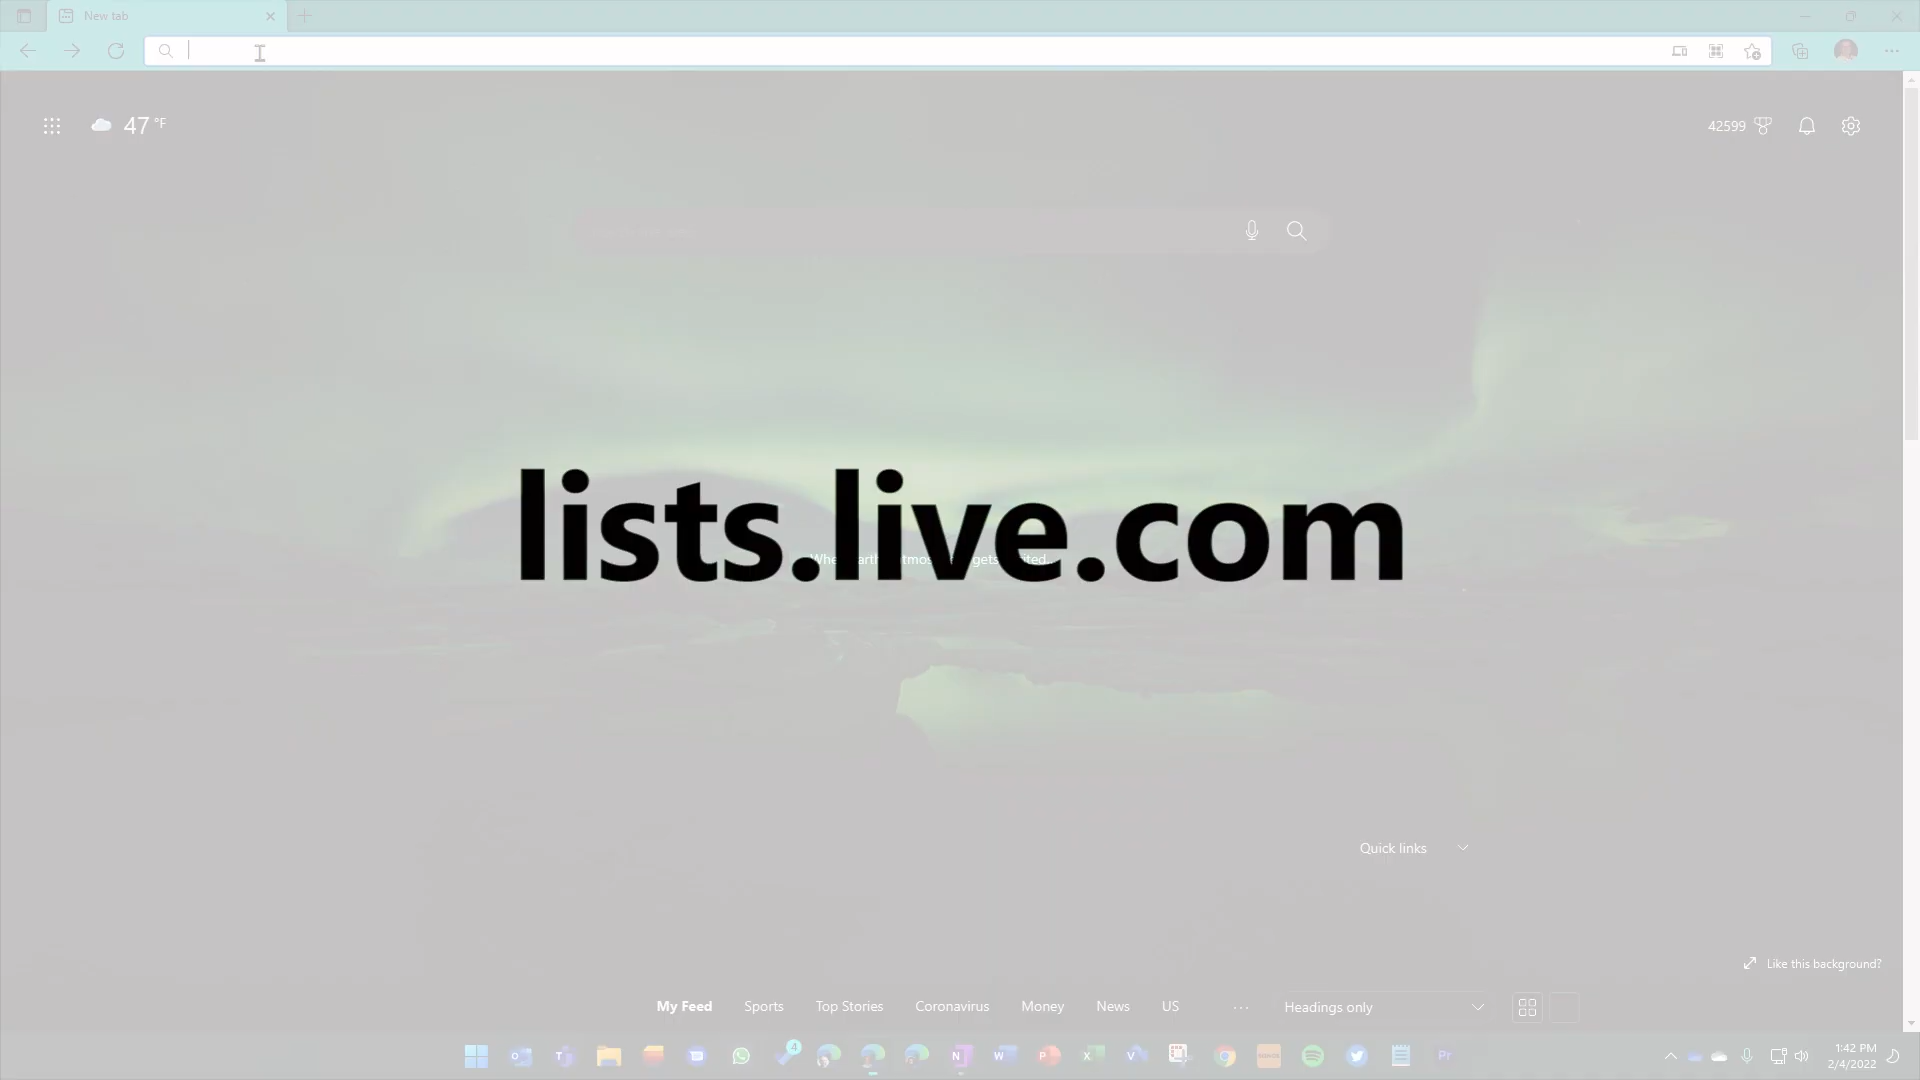 New tab
47 °F
42599
lists.live.com
Quick links
Like this background?
My Feed Sports Top Stories Coronavirus Money News US ... Headings only
4
1:42 PM
2/4/2022